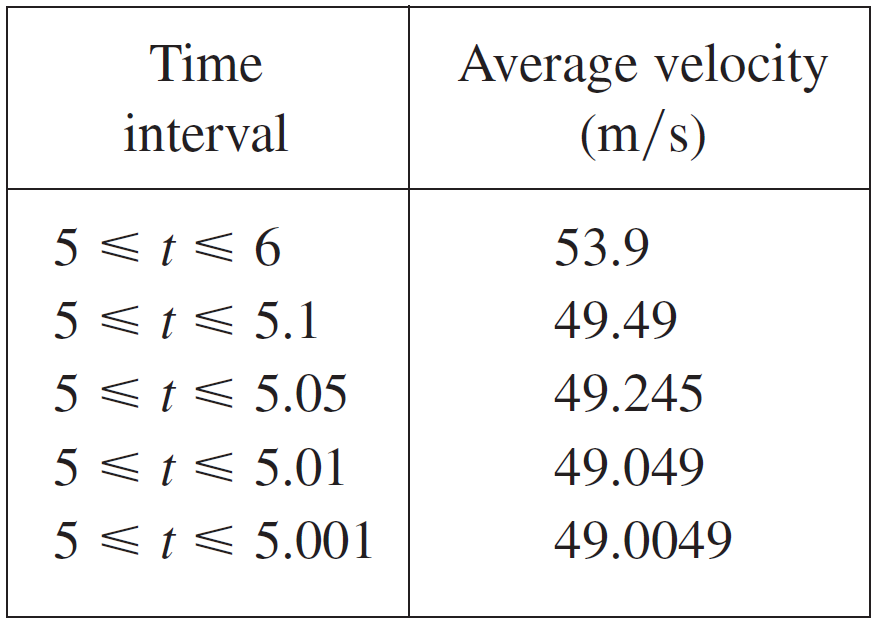 Time Average velocity
interval (m/s)
5 ⩽ t ⩽ 6 53.9
5 ⩽ t ⩽ 5.1 49.49
5 ⩽ t ⩽ 5.05 49.245
5 ⩽ t ⩽ 5.01 49.049
5 ⩽ t ⩽ 5.001 49.0049